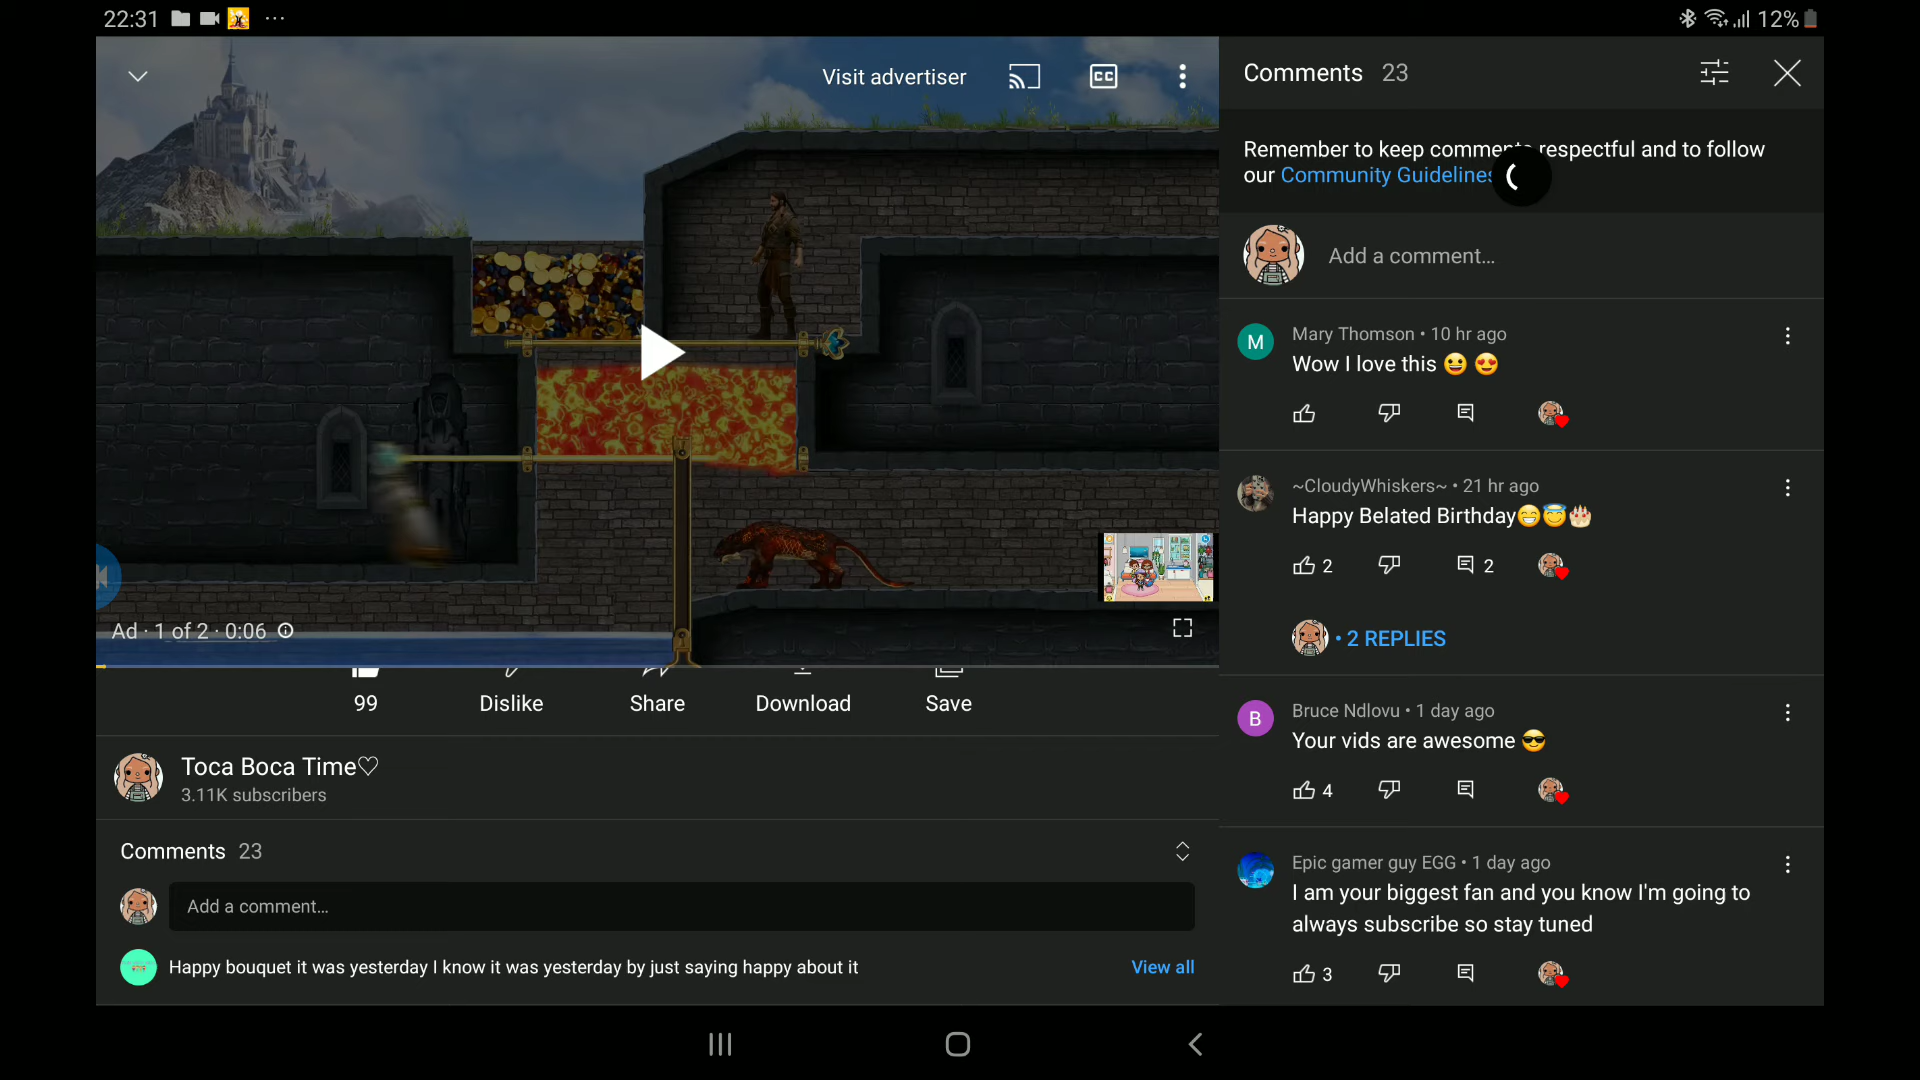 22:31
12%
Visit advertiser
CC
Ad · 1 of 2 · 0:06
99
Dislike
Share
Download
Save
Toca Boca Time♡
3.11K subscribers
Comments 23
Add a comment...
Happy bouquet it was yesterday I know it was yesterday by just saying happy about it
View all
Comments 23
Remember to keep comments respectful and to follow
our Community Guidelines
Add a comment...
M
Mary Thomson • 10 hr ago
Wow I love this 😀 😍
~CloudyWhiskers~ • 21 hr ago
Happy Belated Birthday😁😇🎂
2
2
• 2 REPLIES
B
Bruce Ndlovu • 1 day ago
Your vids are awesome 😎
4
Epic gamer guy EGG • 1 day ago
I am your biggest fan and you know I'm going to
always subscribe so stay tuned
3